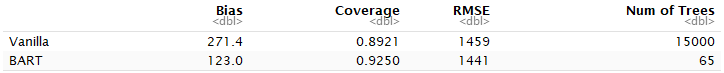 Bias Coverage RMSE Num of Trees
<dbl> <dbl> <dbl> <dbl>
Vanilla 271.4 0.8921 1459 15000
BART 123.0 0.9250 1441 65